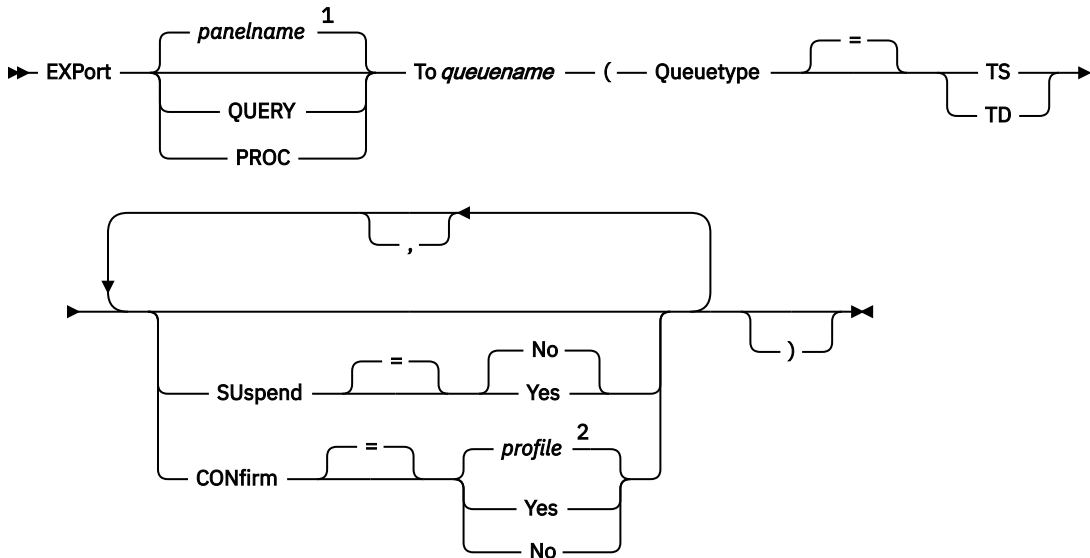 panelname 1
=
EXPort To queuename ( Queuetype TS
QUERY TD
PROC
,
)
No
=
SUspend Yes
profile 2
=
CONfirm
Yes
No